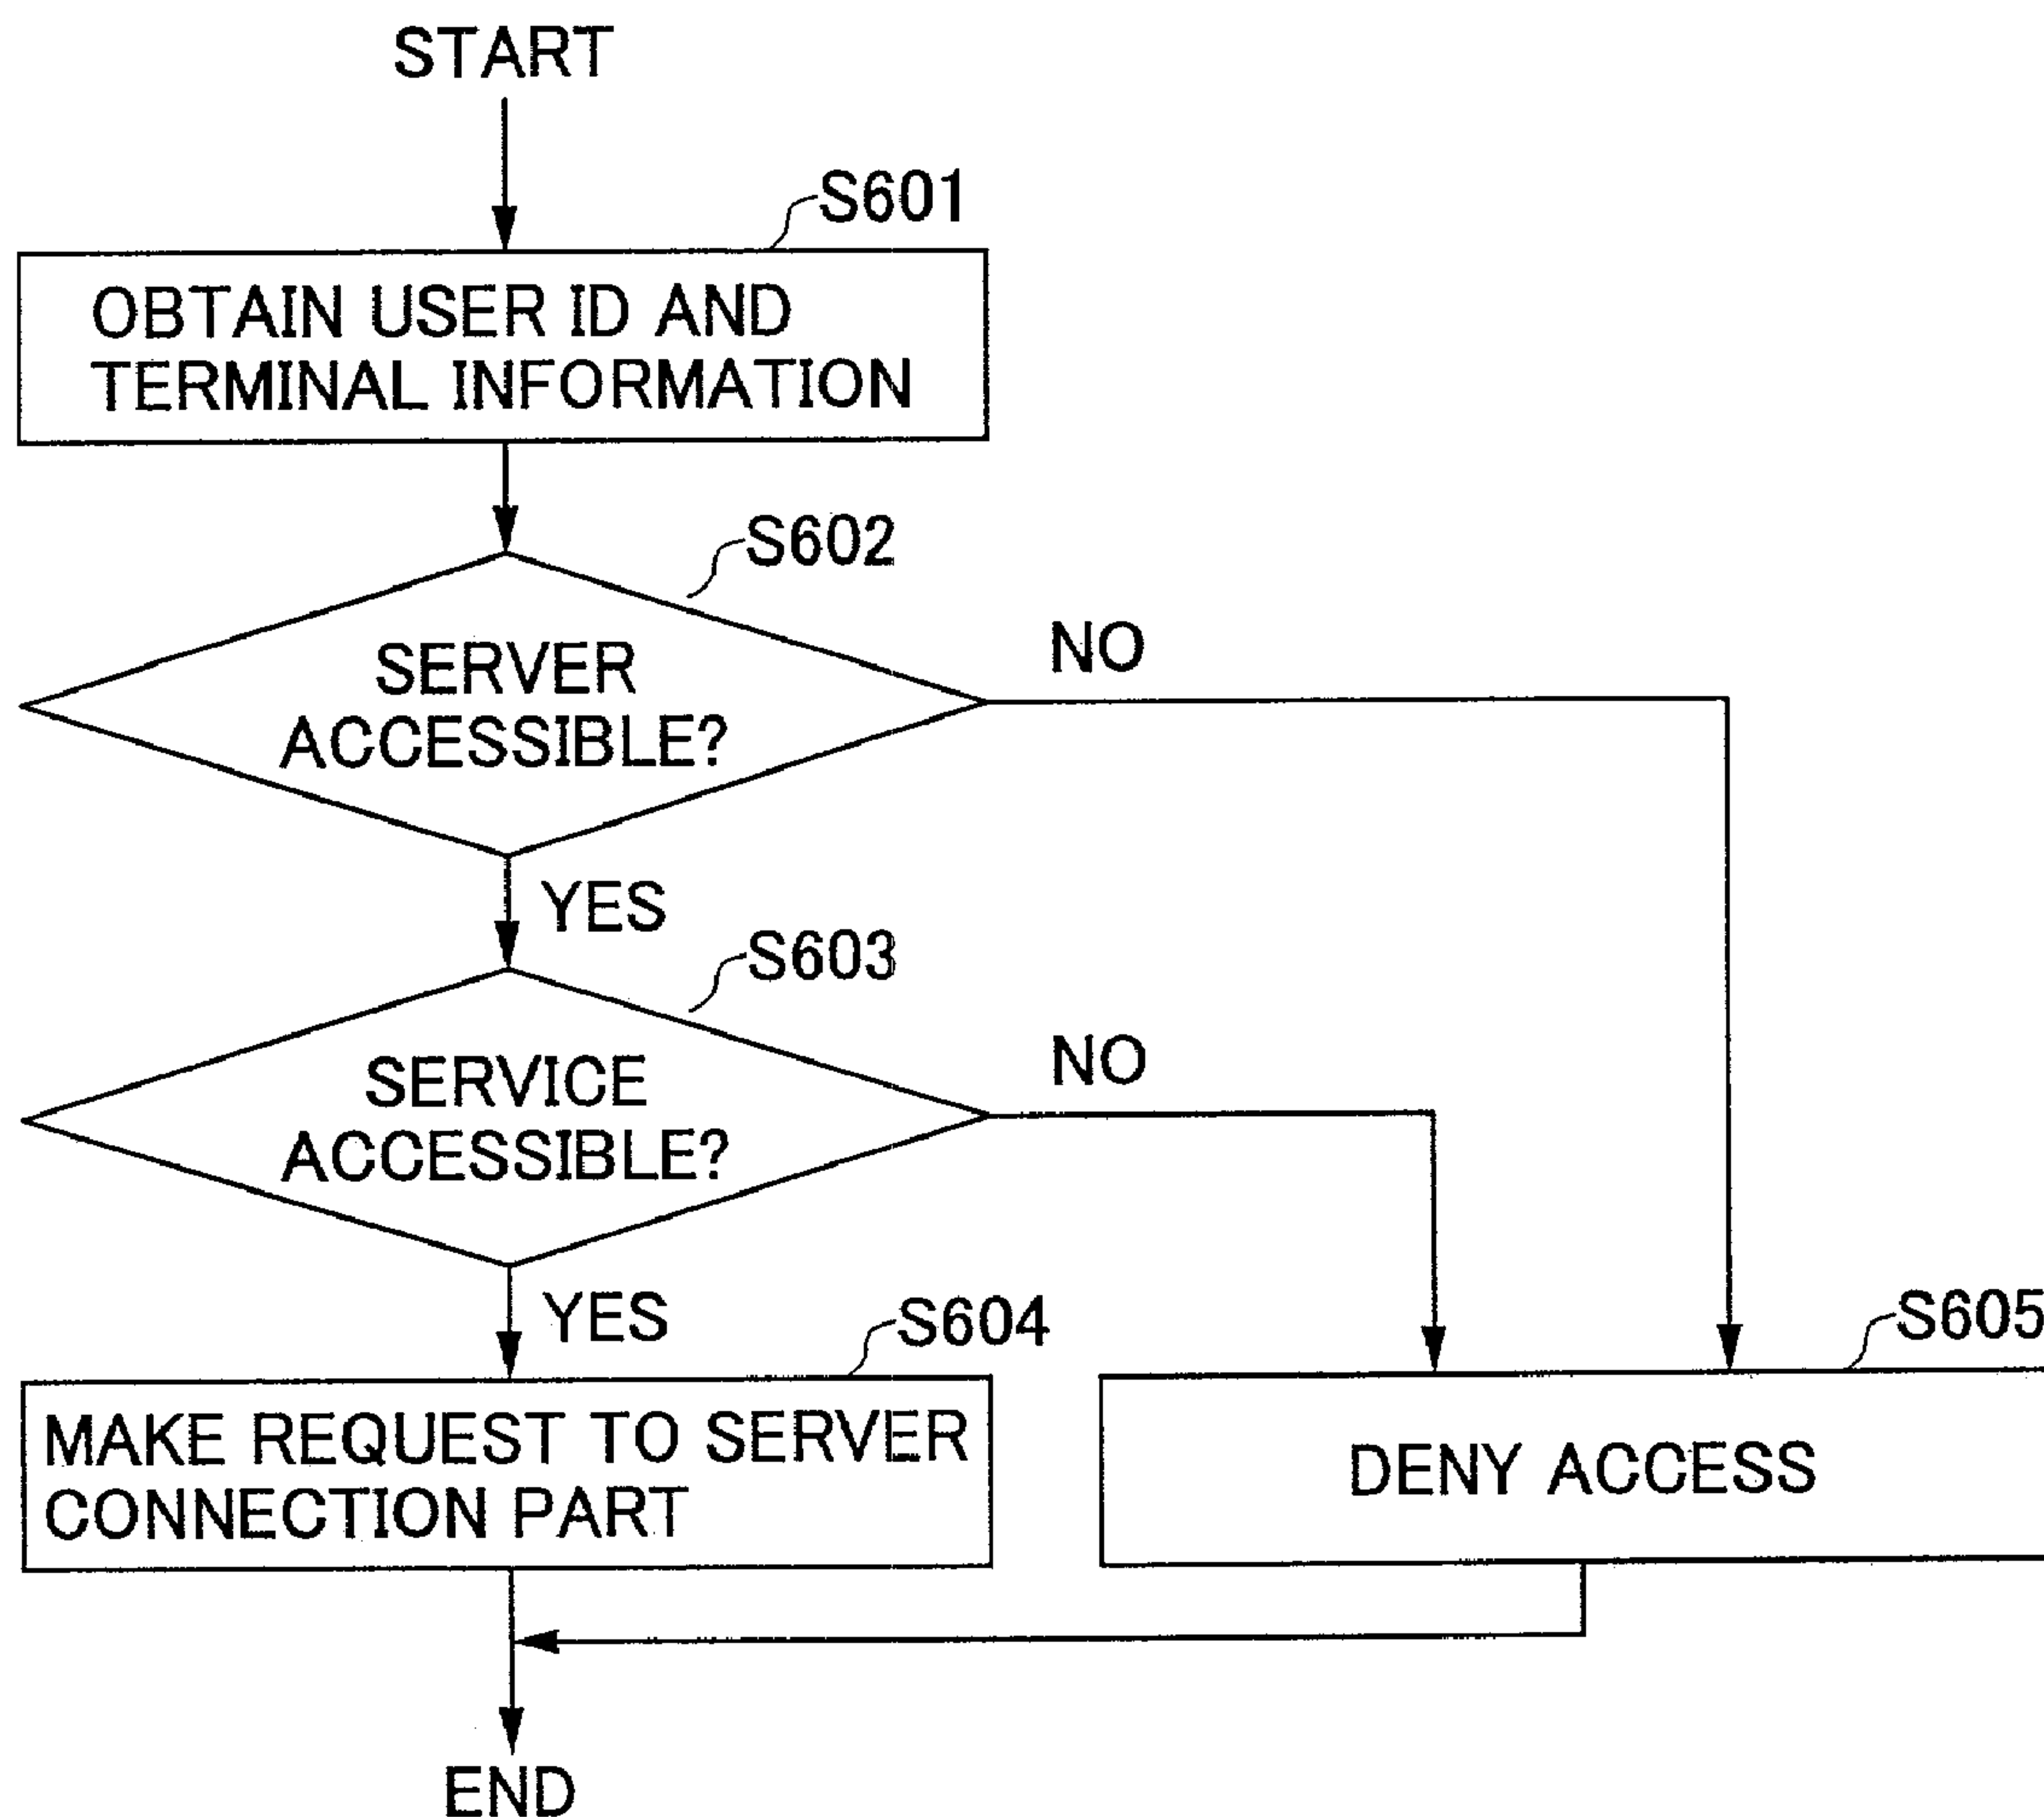 START
S601
OBTAIN USER ID AND
TERMINAL INFORMATION
S602
SERVER
ACCESSIBLE?
NO
YES
S603
SERVICE
ACCESSIBLE?
NO
YES
S604
MAKE REQUEST TO SERVER
CONNECTION PART
S605
DENY ACCESS
END